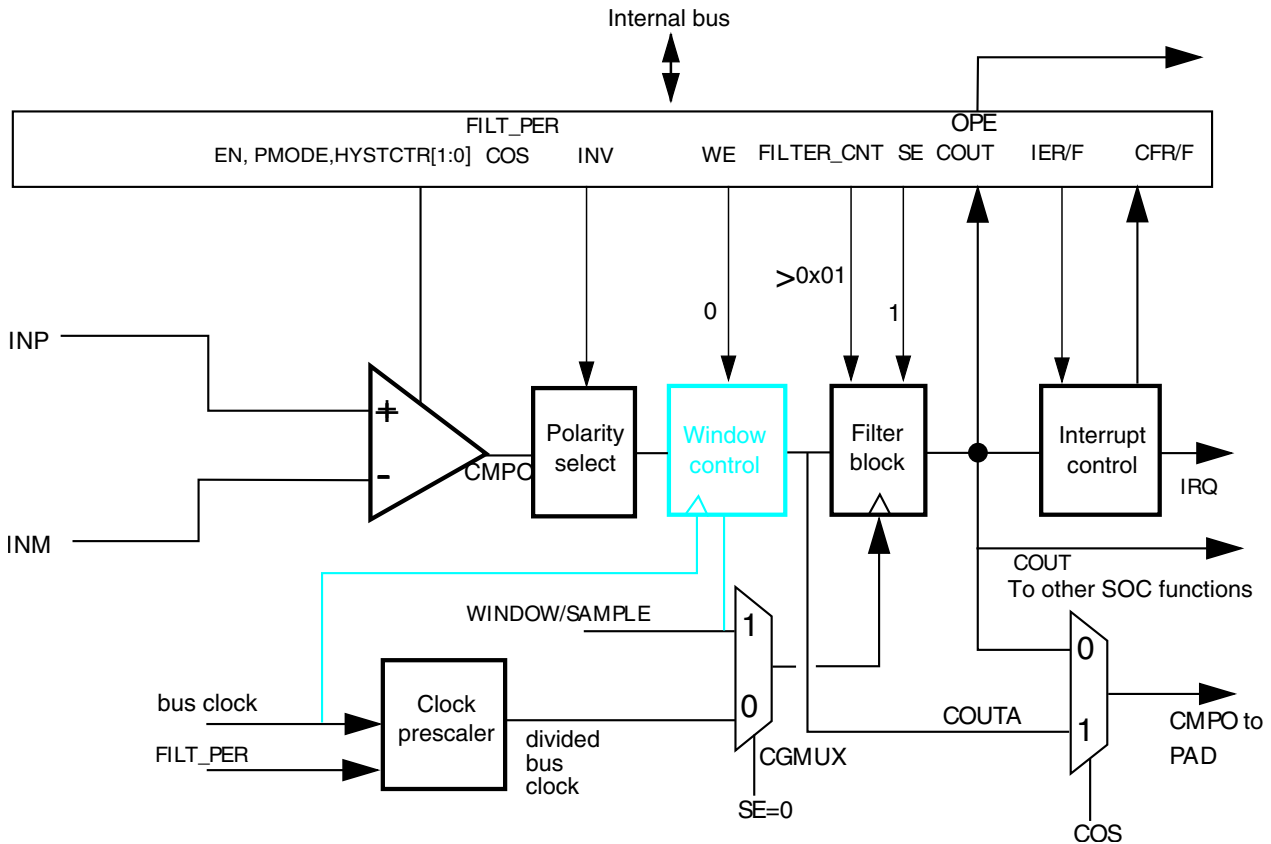 Internal bus
FILT_PER
OPE
EN, PMODE,HYSTCTR[1:0] COS INV WE FILTER_CNT SE COUT IER/F CFR/F
>0x01
0
1
INP
+
-
INM
CMPO
Polarity
select
Window
control
Filter
block
Interrupt
control
IRQ
COUT
To other SOC functions
WINDOW/SAMPLE
1
0
bus clock
FILT_PER
Clock
prescaler
divided
bus
clock
CGMUX
SE=0
COUTA
0
1
CMPO to
PAD
COS